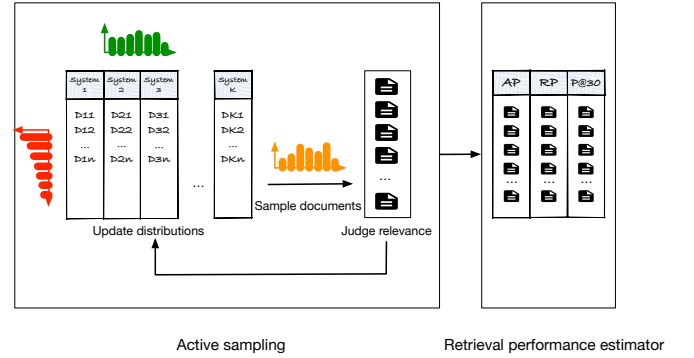 System 1
System 2
System 3
System K
AP
RP
P@30
D11
D21
D31
DK1
D12
D22
D32
DK2
...
...
...
...
D1n
D2n
D3n
DKn
...
...
... ... ...
Sample documents
Update distributions
Judge relevance
Active sampling
Retrieval performance estimator